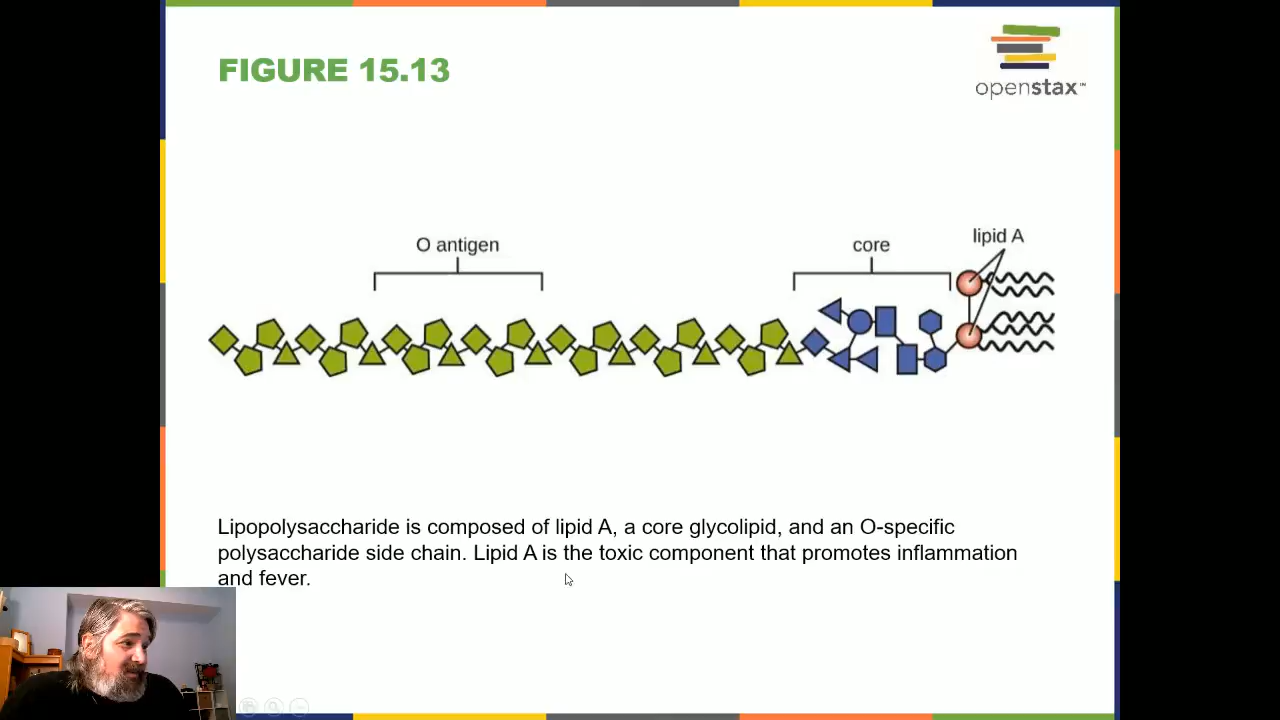 FIGURE 15.13
openstax™
O antigen
core
lipid A
Lipopolysaccharide is composed of lipid A, a core glycolipid, and an O-specific
polysaccharide side chain. Lipid A is the toxic component that promotes inflammation
and fever.